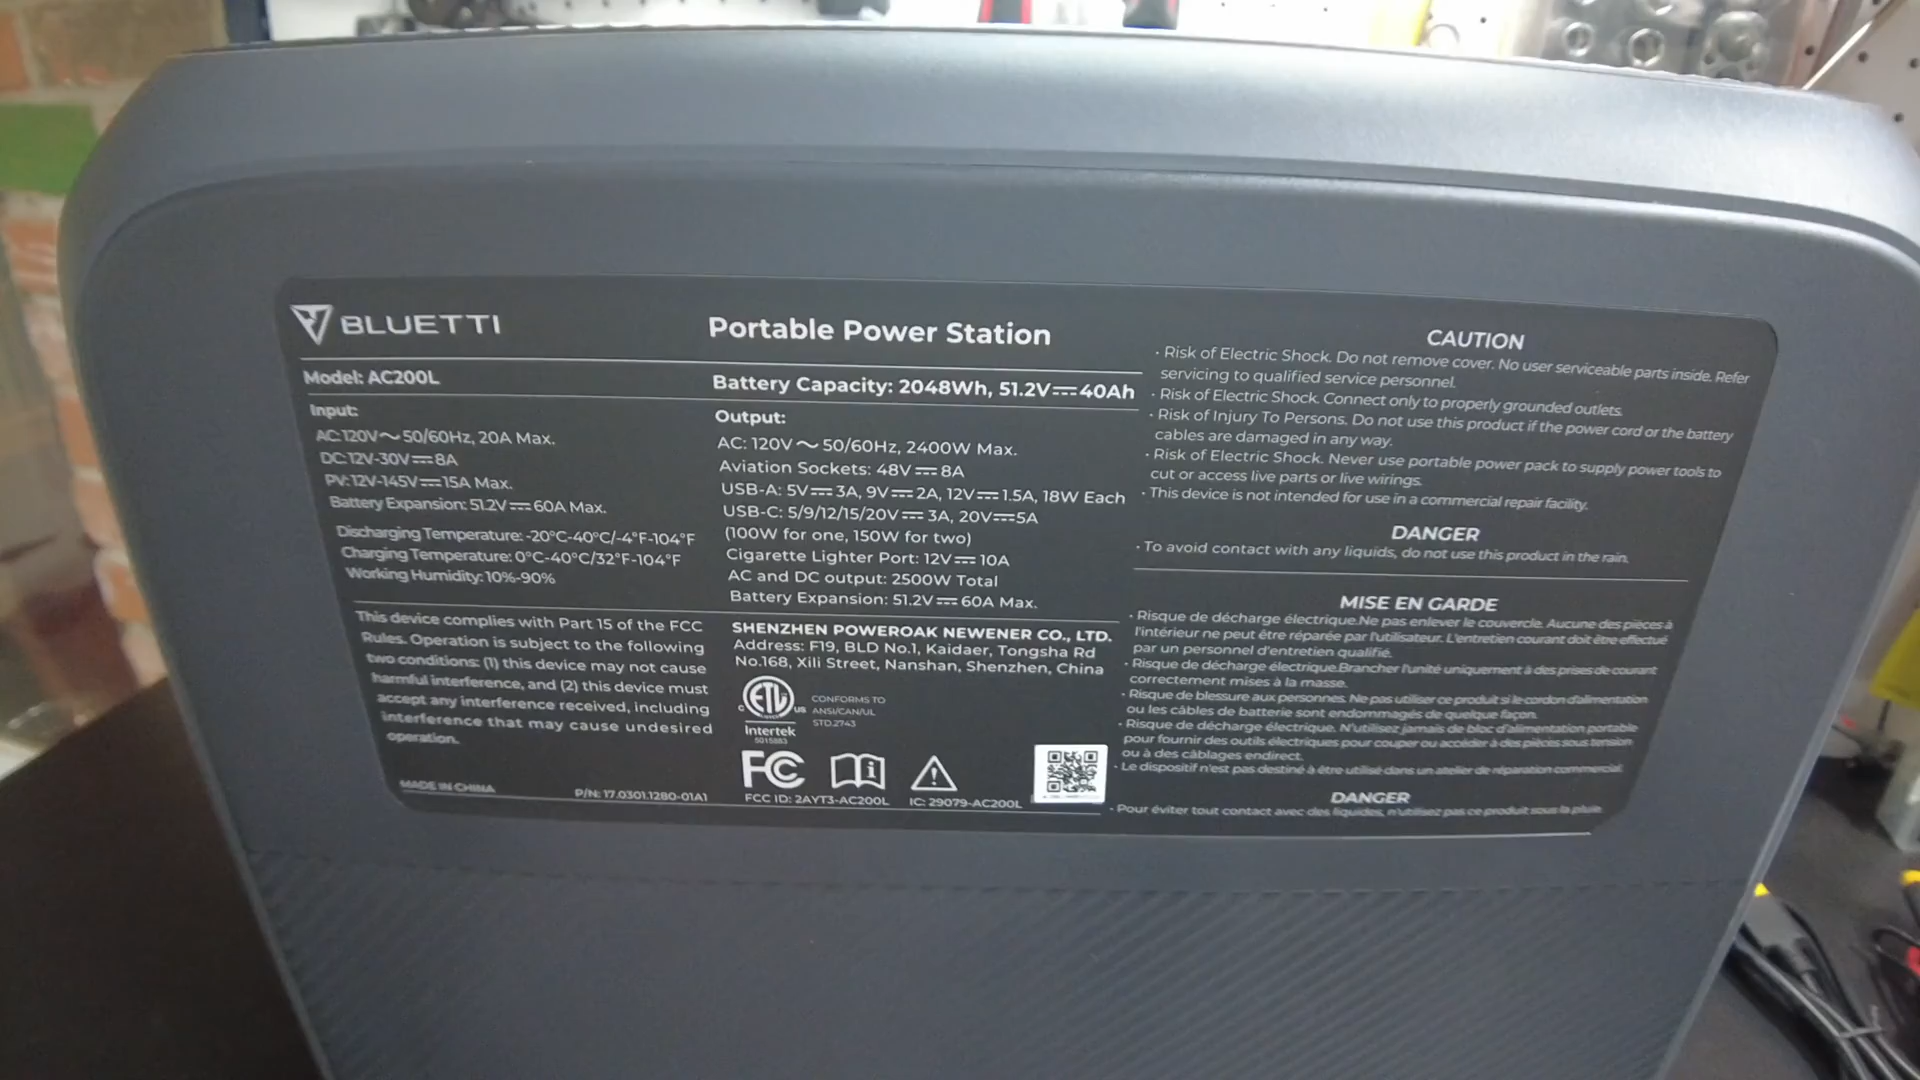 BLUETTI
Portable Power Station
Model: AC200L
Battery Capacity: 2048Wh, 51.2V⎓40Ah
Input:
AC:120V～50/60Hz, 20A Max.
DC:12V-30V⎓8A
PV:12V-145V⎓15A Max.
Battery Expansion: 51.2V⎓60A Max.
Discharging Temperature: -20°C-40°C/-4°F-104°F
Charging Temperature: 0°C-40°C/32°F-104°F
Working Humidity: 10%-90%
Output:
AC: 120V～50/60Hz, 2400W Max.
Aviation Sockets: 48V⎓8A
USB-A: 5V⎓3A, 9V⎓2A, 12V⎓1.5A, 18W Each
USB-C: 5/9/12/15/20V⎓3A, 20V⎓5A
(100W for one, 150W for two)
Cigarette Lighter Port: 12V⎓10A
AC and DC output: 2500W Total
Battery Expansion: 51.2V⎓60A Max.
This device complies with Part 15 of the FCC
Rules. Operation is subject to the following
two conditions: (1) this device may not cause
harmful interference, and (2) this device must
accept any interference received, including
interference that may cause undesired
operation.
MADE IN CHINA
P/N: 17.0301.1280-01A1
SHENZHEN POWEROAK NEWENER CO., LTD.
Address: F19, BLD No.1, Kaidaer, Tongsha Rd
No.168, Xili Street, Nanshan, Shenzhen, China
C ETL US
Intertek
5015883
CONFORMS TO
ANSI/CAN/UL
STD.2743
FC
FCC ID: 2AYT3-AC200L
IC: 29079-AC200L
CAUTION
· Risk of Electric Shock. Do not remove cover. No user serviceable parts inside. Refer
servicing to qualified service personnel.
· Risk of Electric Shock. Connect only to properly grounded outlets.
· Risk of Injury To Persons. Do not use this product if the power cord or the battery
cables are damaged in any way.
· Risk of Electric Shock. Never use portable power pack to supply power tools to
cut or access live parts or live wirings.
· This device is not intended for use in a commercial repair facility.
DANGER
· To avoid contact with any liquids, do not use this product in the rain.
MISE EN GARDE
· Risque de décharge électrique.Ne pas enlever le couvercle. Aucune des pièces à
l'intérieur ne peut être réparée par l'utilisateur. L'entretien courant doit être effectué
par un personnel d'entretien qualifié.
· Risque de décharge électrique.Brancher l'unité uniquement à des prises de courant
correctement mises à la masse.
· Risque de blessure aux personnes. Ne pas utiliser ce produit si le cordon d'alimentation
ou les câbles de batterie sont endommagés de quelque façon.
· Risque de décharge électrique. N'utilisez jamais de bloc d'alimentation portable
pour fournir des outils électriques pour couper ou accéder à des pièces sous tension
ou à des câblages endirect.
· Le dispositif n'est pas destiné à être utilisé dans un atelier de réparation commercial.
DANGER
· Pour éviter tout contact avec des liquides, n'utilisez pas ce produit sous la pluie.